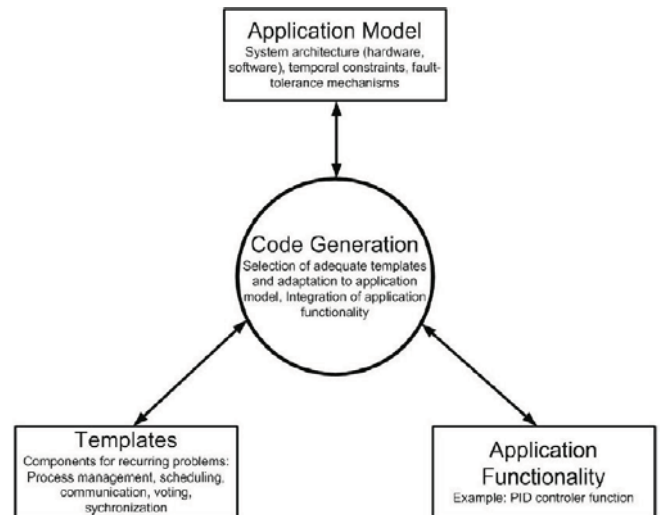 Application Model
System architecture (hardware,
software), temporal constraints, fault-
tolerance mechanisms
Code Generation
Selection of adequate templates
and adaptation to application
model, Integration of application
functionality
Templates
Components for recurring problems:
Process management, scheduling,
communication, voting,
sychronization
Application
Functionality
Example: PID controler function